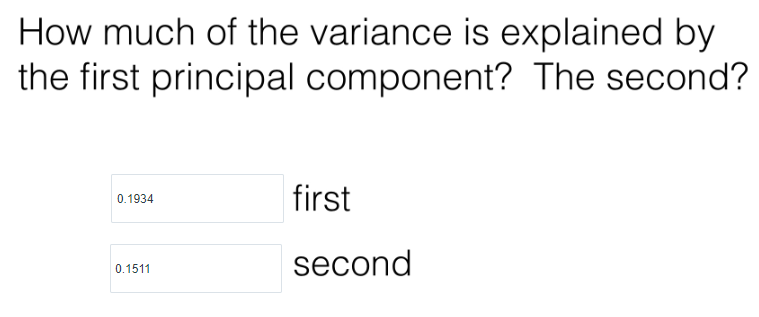 How much of the variance is explained by
the first principal component?  The second?
0.1934 first
0.1511 second